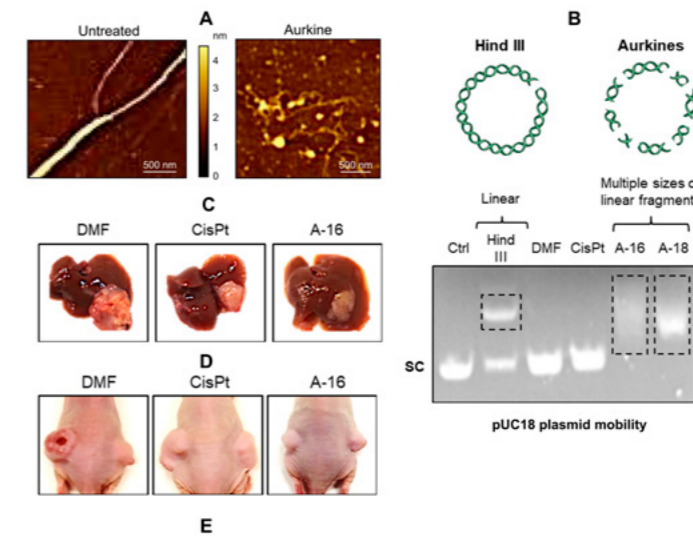 A
Untreated
Aurkine
nm
4
3
2
1
0
500 nm
500 nm
B
Hind III
Aurkines
Linear
Multiple sizes
linear fragment
Ctrl
Hind
III
DMF
CisPt
A-16
A-18
SC
pUC18 plasmid mobility
C
DMF
CisPt
A-16
D
DMF
CisPt
A-16
E